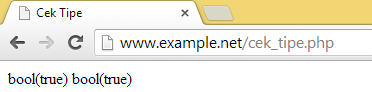 Cek Tipe
www.example.net/cek_tipe.php
bool(true) bool(true)